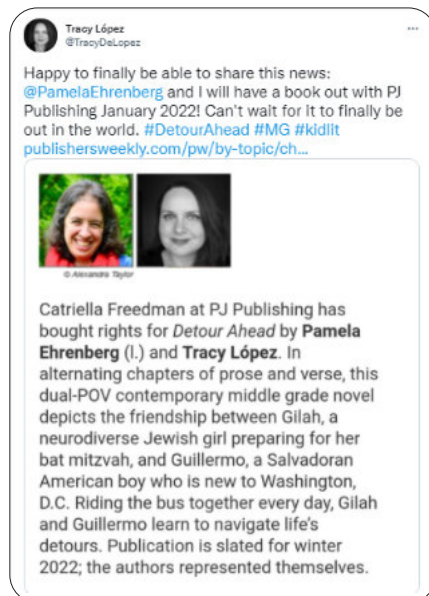 Tracy López
@TracyDeLopez
Happy to finally be able to share this news:
@PamelaEhrenberg and I will have a book out with PJ
Publishing January 2022! Can't wait for it to finally be
out in the world. #DetourAhead #MG #kidlit
publishersweekly.com/pw/by-topic/ch...
© Alexandra Taylor
Catriella Freedman at PJ Publishing has
bought rights for Detour Ahead by Pamela
Ehrenberg (l.) and Tracy López. In
alternating chapters of prose and verse, this
dual-POV contemporary middle grade novel
depicts the friendship between Gilah, a
neurodiverse Jewish girl preparing for her
bat mitzvah, and Guillermo, a Salvadoran
American boy who is new to Washington,
D.C. Riding the bus together every day, Gilah
and Guillermo learn to navigate life's
detours. Publication is slated for winter
2022; the authors represented themselves.